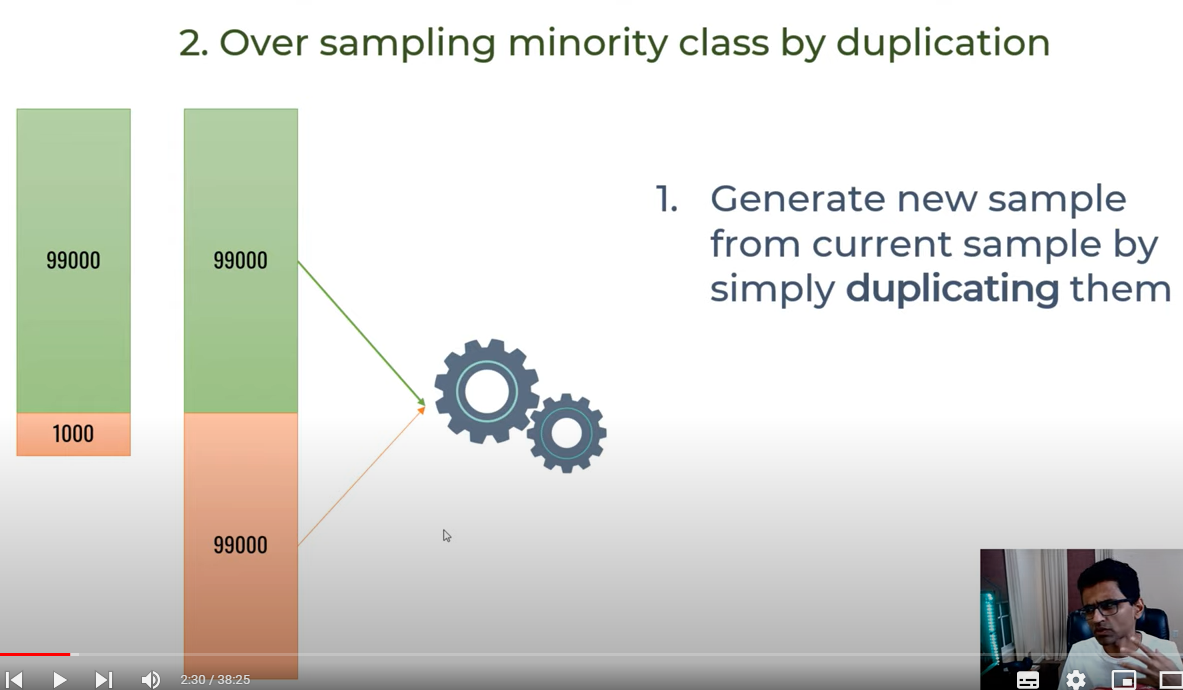 2. Over sampling minority class by duplication
99000
99000
1000
99000
1. Generate new sample
from current sample by
simply duplicating them
2:30 / 38:25